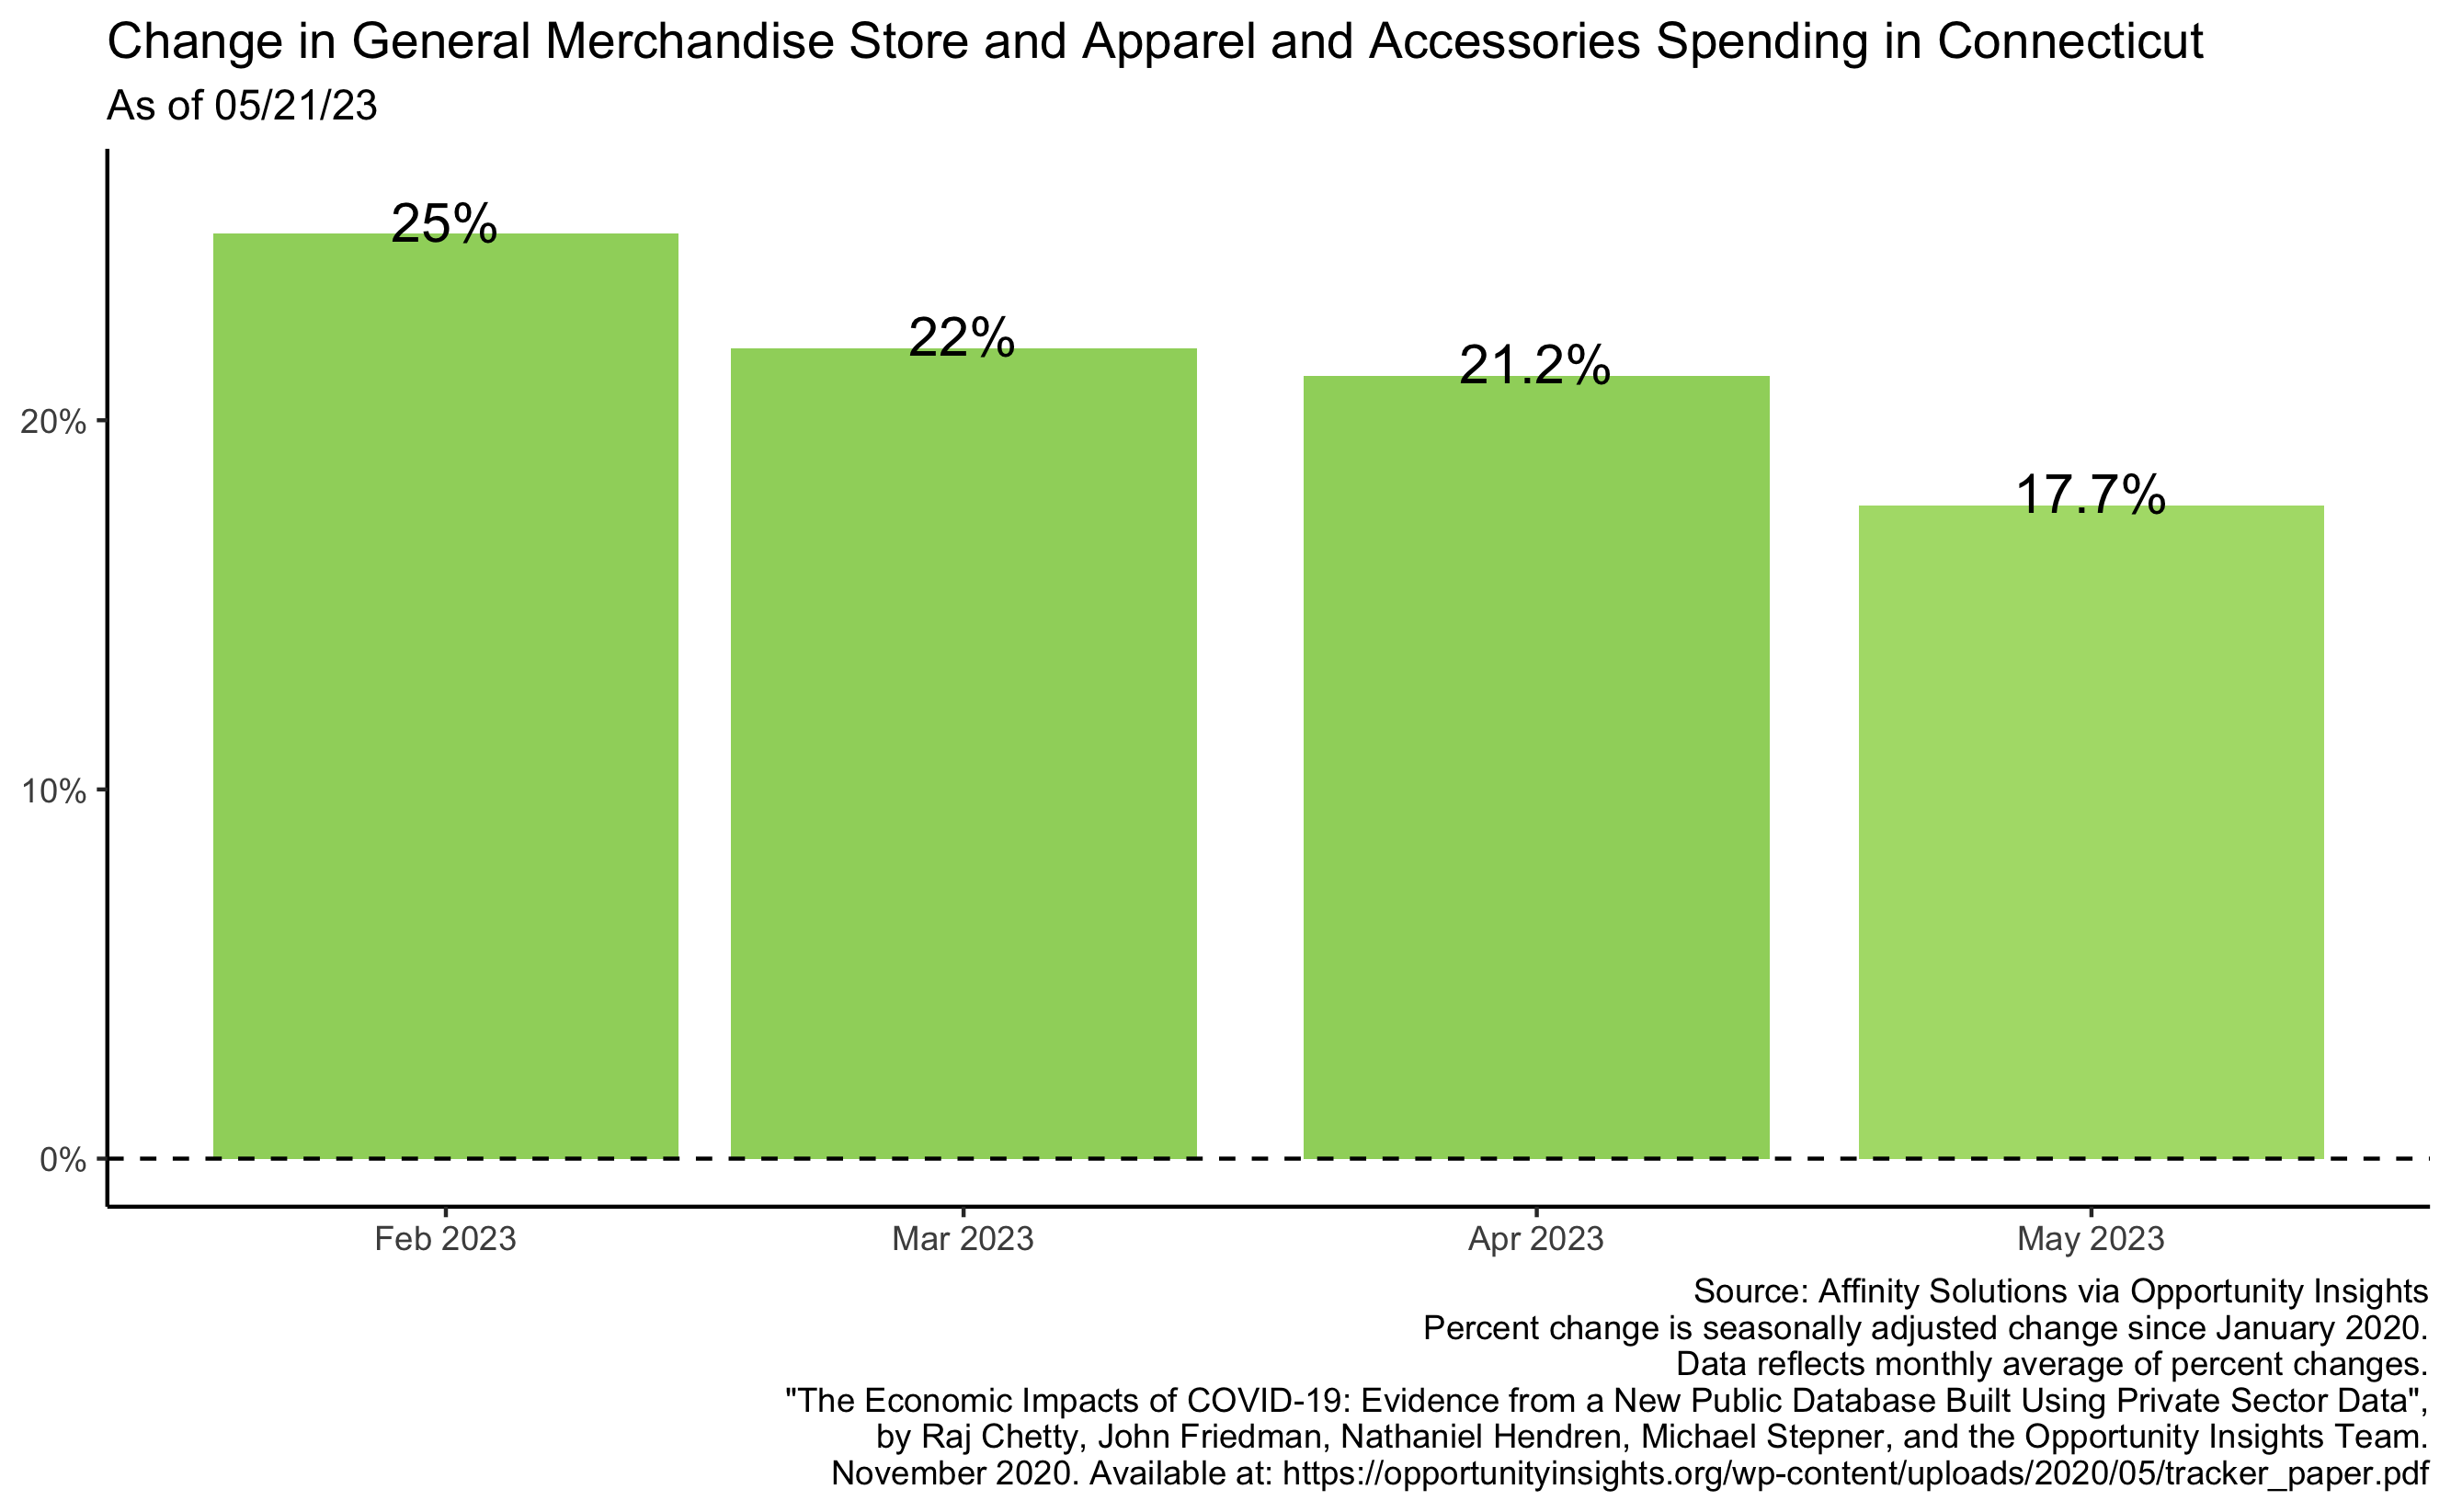 Change in General Merchandise Store and Apparel and Accessories Spending in Connecticut
As of 05/21/23
25%
22%
21.2%
17.7%
20%
10%
0%
Feb 2023
Mar 2023
Apr 2023
May 2023
Source: Affinity Solutions via Opportunity Insights
Percent change is seasonally adjusted change since January 2020.
Data reflects monthly average of percent changes.
"The Economic Impacts of COVID-19: Evidence from a New Public Database Built Using Private Sector Data",
by Raj Chetty, John Friedman, Nathaniel Hendren, Michael Stepner, and the Opportunity Insights Team.
November 2020. Available at: https://opportunityinsights.org/wp-content/uploads/2020/05/tracker_paper.pdf